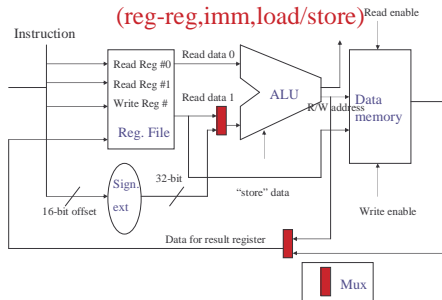 (reg-reg,imm,load/store)
Read enable
Instruction
Read Reg #0
Read data 0
Read Reg #1
Write Reg #
Read data 1
ALU
R/W address
Data
memory
Reg. File
Sign.
ext
32-bit
16-bit offset
“store” data
Write enable
Data for result register
Mux